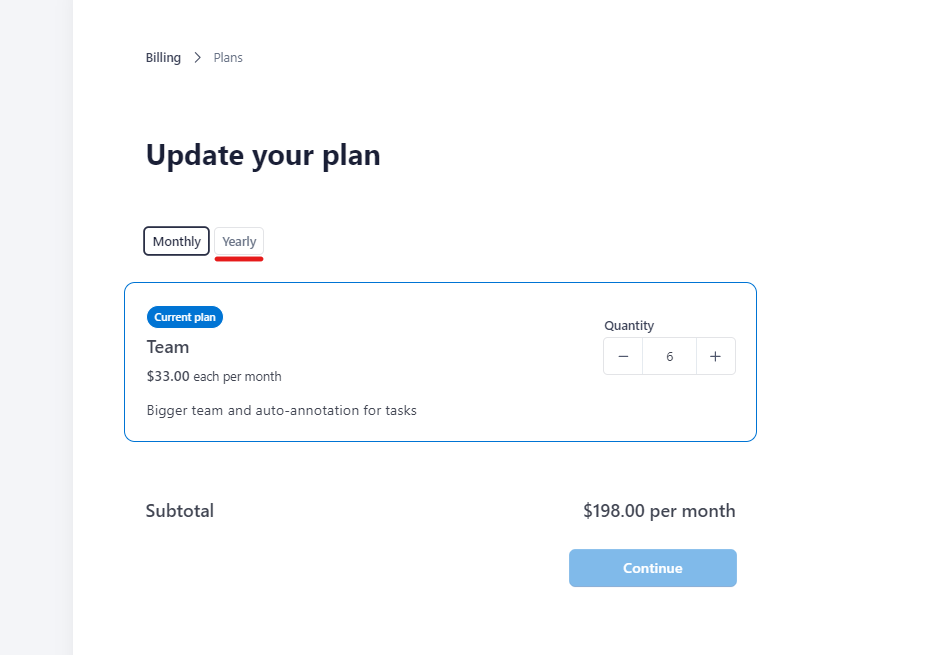 Billing > Plans
Update your plan
Monthly Yearly
Current plan
Team
$33.00 each per month
Bigger team and auto-annotation for tasks
Quantity
− 6 +
Subtotal $198.00 per month
Continue